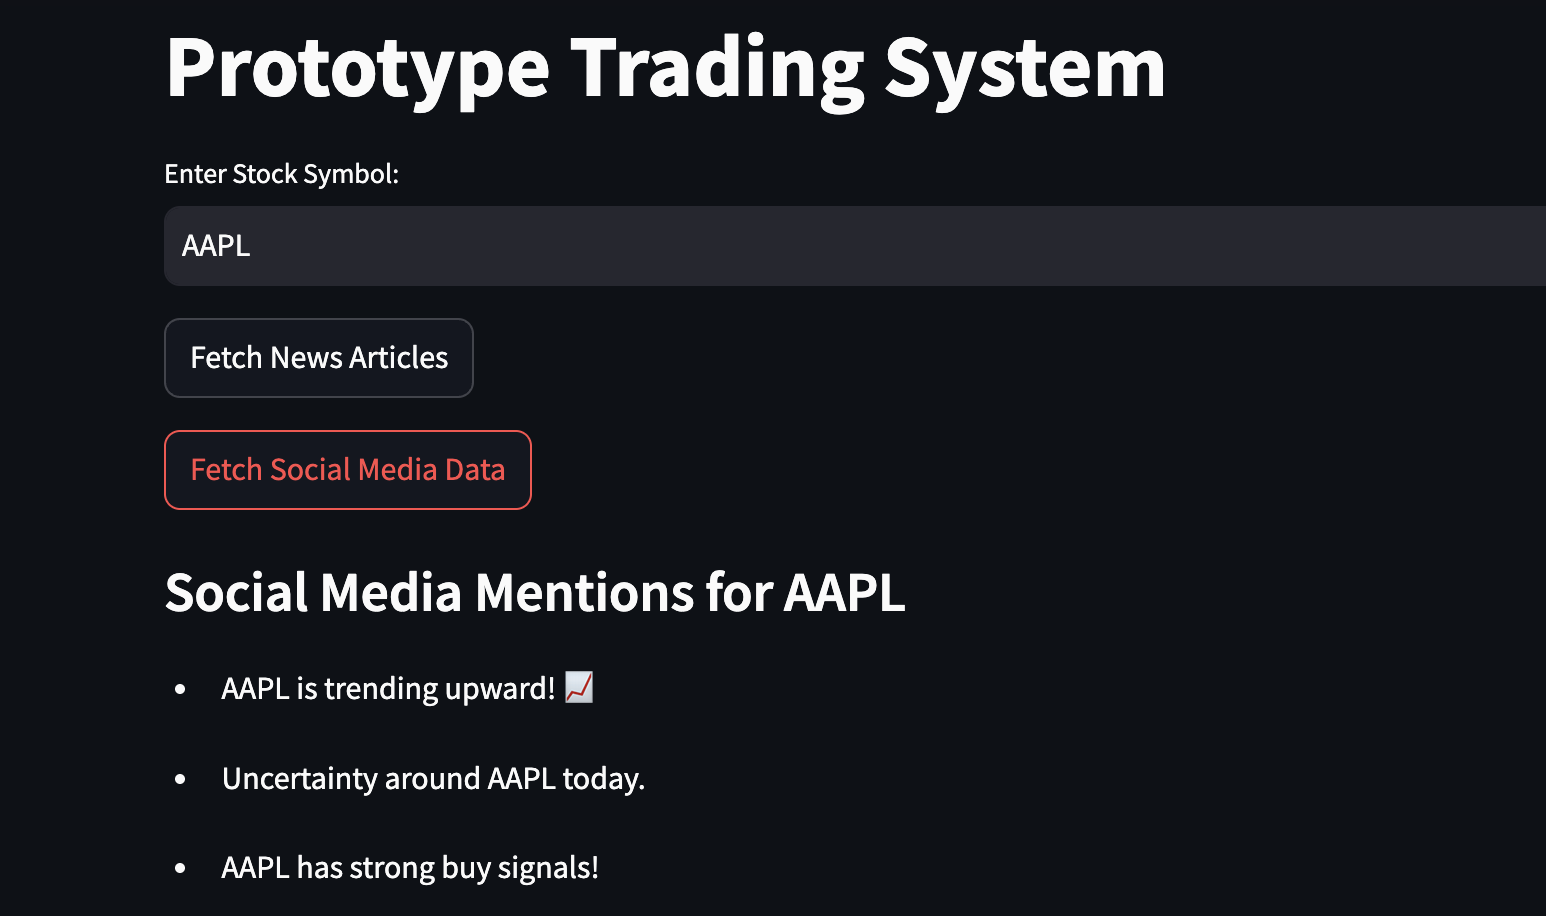 Prototype Trading System
Enter Stock Symbol:
AAPL
Fetch News Articles
Fetch Social Media Data
Social Media Mentions for AAPL
• AAPL is trending upward! 📈
• Uncertainty around AAPL today.
• AAPL has strong buy signals!